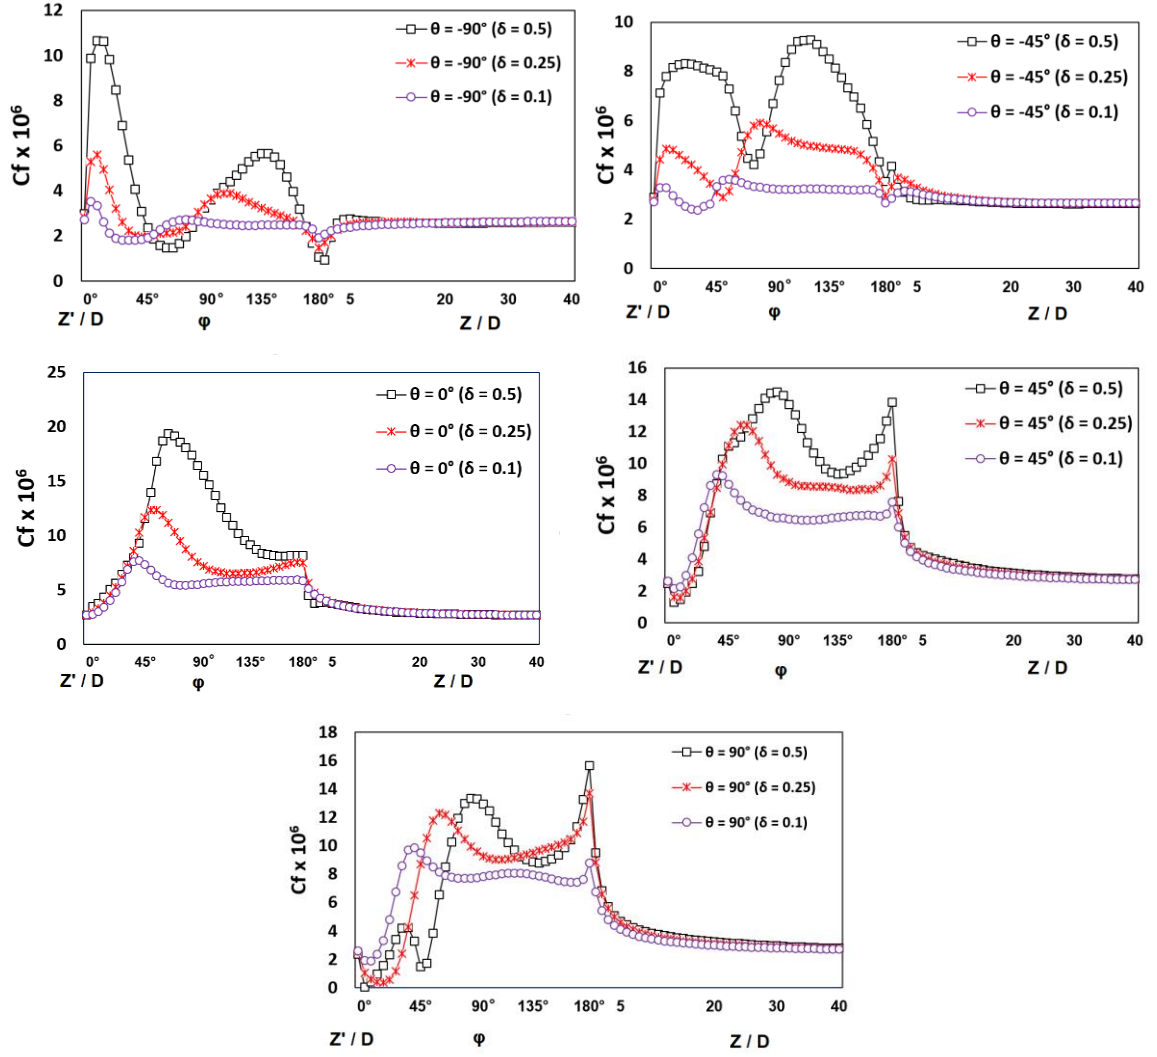 Cf x 10⁶
12
10
8
6
4
2
0
θ = -90° (δ = 0.5)
θ = -90° (δ = 0.25)
θ = -90° (δ = 0.1)
0° 45° 90° 135° 180° 5 20 30 40
Z' / D φ Z / D
Cf x 10⁶
10
8
6
4
2
0
θ = -45° (δ = 0.5)
θ = -45° (δ = 0.25)
θ = -45° (δ = 0.1)
0° 45° 90° 135° 180° 5 20 30 40
Z' / D φ Z / D
Cf x 10⁶
25
20
15
10
5
0
θ = 0° (δ = 0.5)
θ = 0° (δ = 0.25)
θ = 0° (δ = 0.1)
0° 45° 90° 135° 180° 5 20 30 40
Z' / D φ Z / D
Cf x 10⁶
16
14
12
10
8
6
4
2
0
θ = 45° (δ = 0.5)
θ = 45° (δ = 0.25)
θ = 45° (δ = 0.1)
0° 45° 90° 135° 180° 5 20 30 40
Z' / D φ Z / D
Cf x 10⁶
18
16
14
12
10
8
6
4
2
0
θ = 90° (δ = 0.5)
θ = 90° (δ = 0.25)
θ = 90° (δ = 0.1)
0° 45° 90° 135° 180° 5 20 30 40
Z' / D φ Z / D